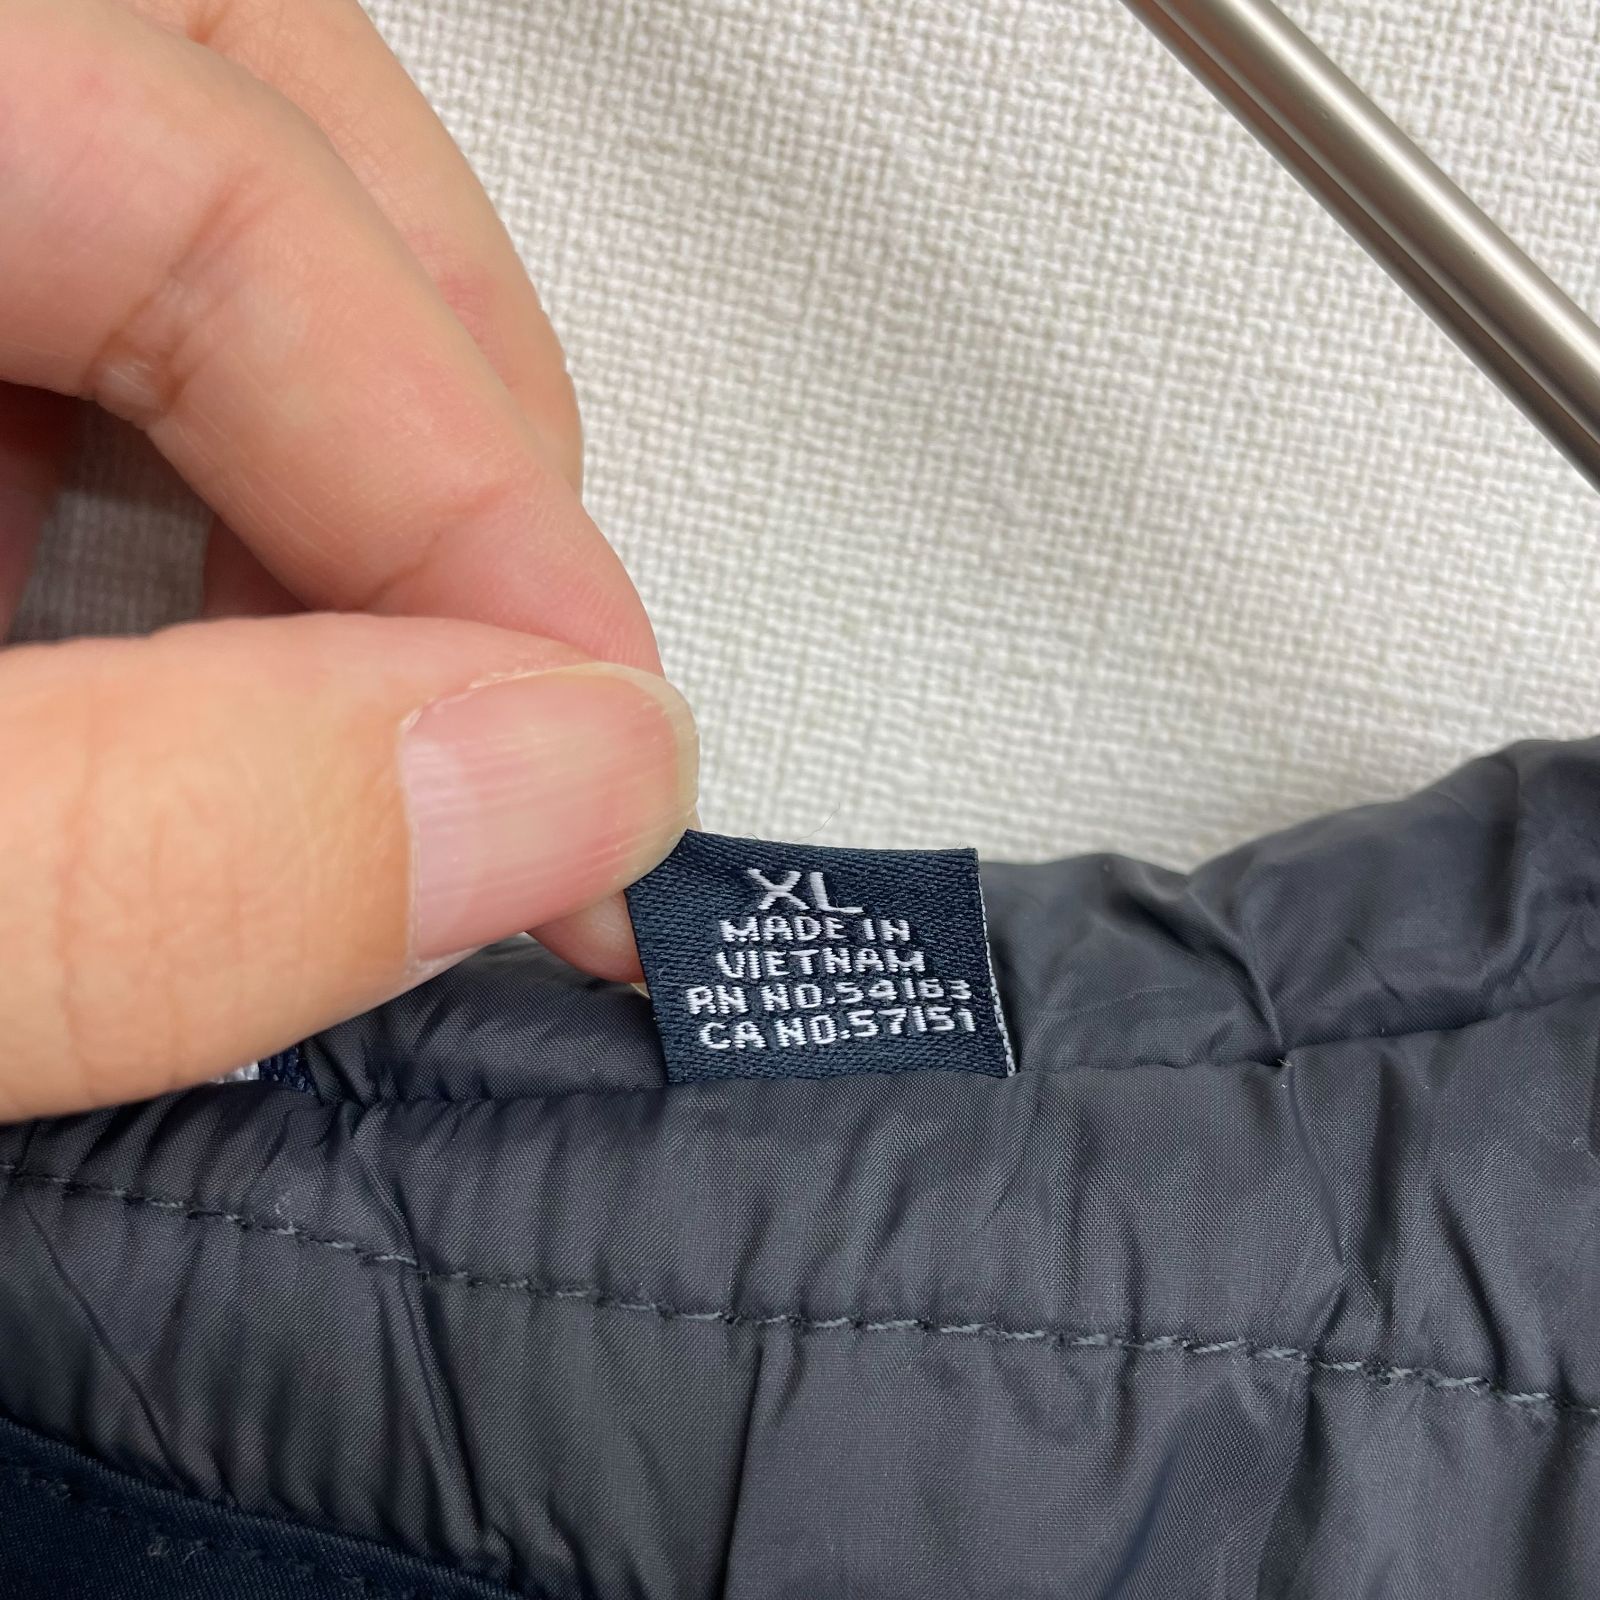 XL
MADE IN
VIETNAM
RN NO.54163
CA NO.57151